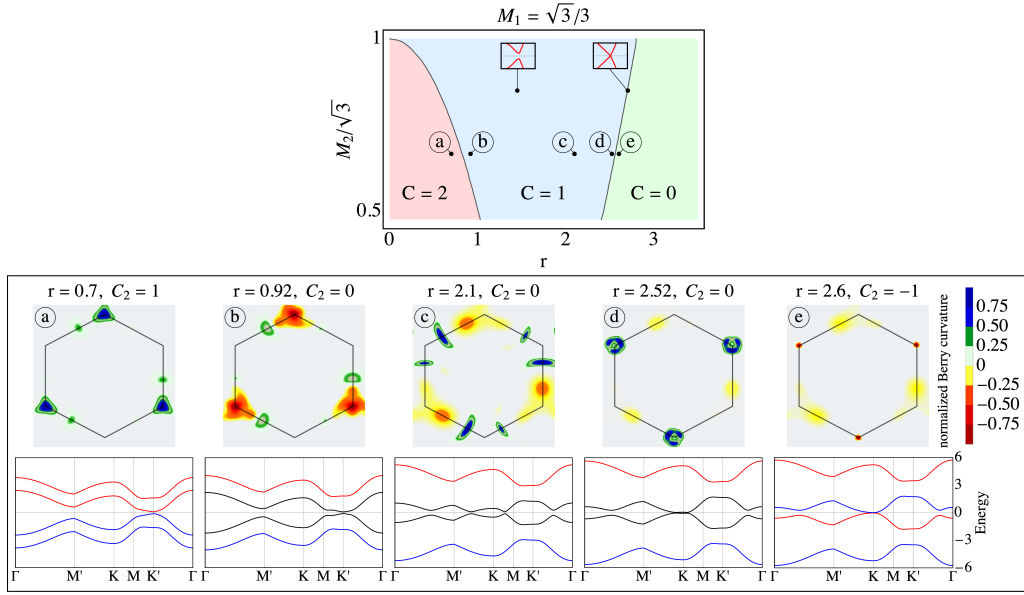 M₁ = √3/3
1
M₂/√3
0.5
a b c d e
C = 2 C = 1 C = 0
0 1 2 3
r
r = 0.7, C₂ = 1 r = 0.92, C₂ = 0 r = 2.1, C₂ = 0 r = 2.52, C₂ = 0 r = 2.6, C₂ = −1
a b c d e
normalized Berry curvature
0.75
0.50
0.25
0
−0.25
−0.50
−0.75
6
3
0
−3
−6
Energy
Γ M' K M K' Γ Γ M' K M K' Γ Γ M' K M K' Γ Γ M' K M K' Γ Γ M' K M K' Γ